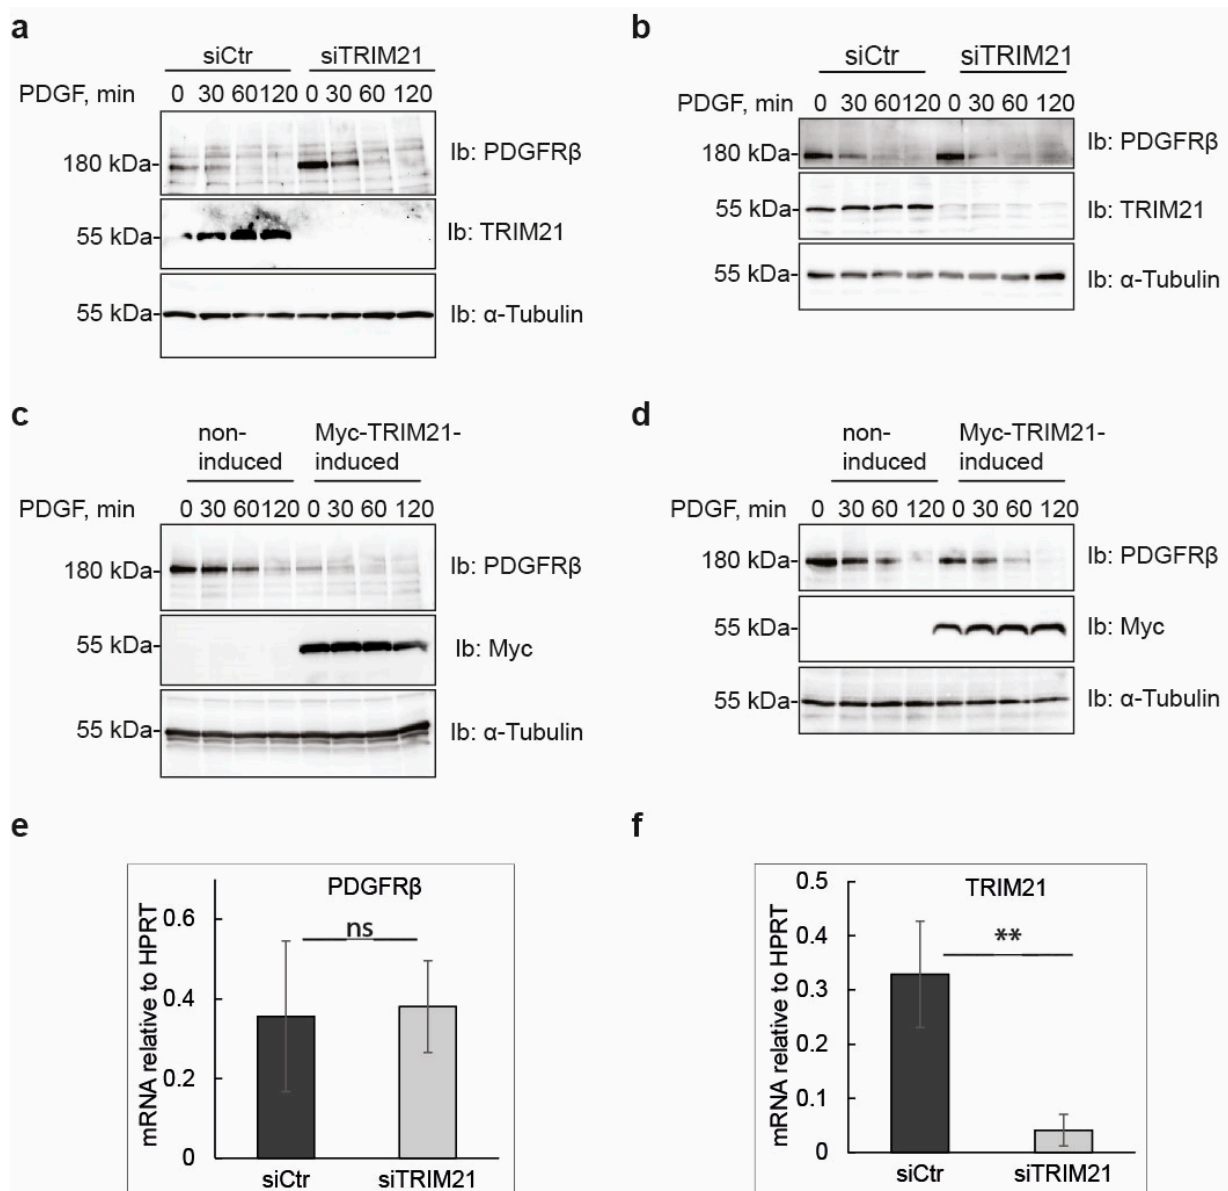 a
siCtr siTRIM21
PDGF, min 0 30 60 120 0 30 60 120
180 kDa- Ib: PDGFRβ
55 kDa- Ib: TRIM21
55 kDa- Ib: α-Tubulin
b
siCtr siTRIM21
PDGF, min 0 30 60 120 0 30 60 120
180 kDa- Ib: PDGFRβ
55 kDa- Ib: TRIM21
55 kDa- Ib: α-Tubulin
c
non- Myc-TRIM21-
induced induced
PDGF, min 0 30 60 120 0 30 60 120
180 kDa- Ib: PDGFRβ
55 kDa- Ib: Myc
55 kDa- Ib: α-Tubulin
d
non- Myc-TRIM21-
induced induced
PDGF, min 0 30 60 120 0 30 60 120
180 kDa- Ib: PDGFRβ
55 kDa- Ib: Myc
55 kDa- Ib: α-Tubulin
e
PDGFRβ
mRNA relative to HPRT
0.6
0.4
0.2
0
ns
siCtr siTRIM21
f
TRIM21
mRNA relative to HPRT
0.5
0.4
0.3
0.2
0.1
0
**
siCtr siTRIM21